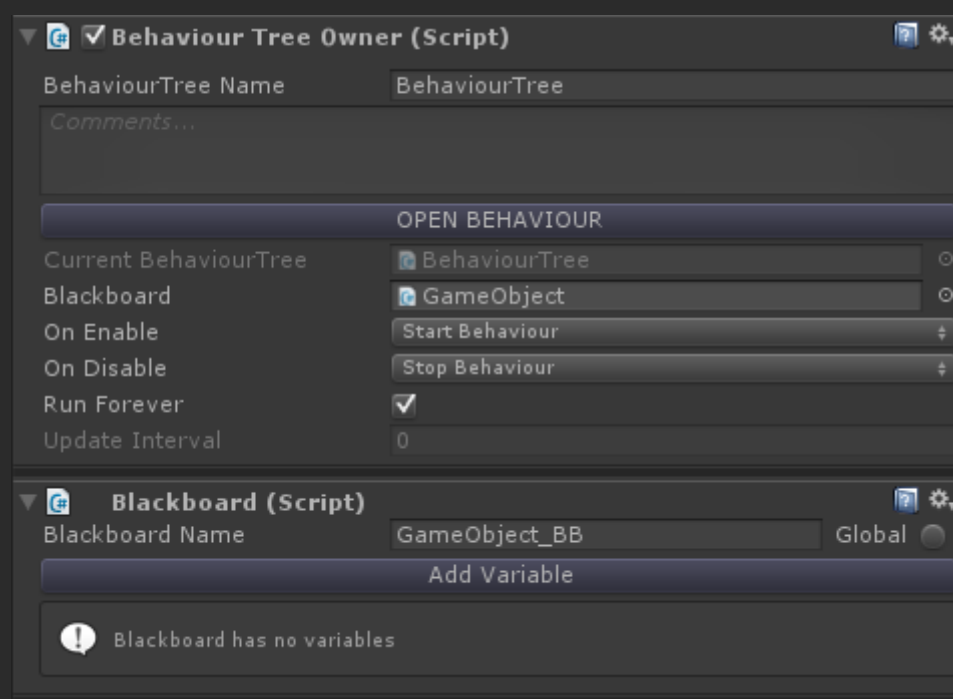 Behaviour Tree Owner (Script)
BehaviourTree Name BehaviourTree
Comments...
OPEN BEHAVIOUR
Current BehaviourTree BehaviourTree
Blackboard GameObject
On Enable Start Behaviour
On Disable Stop Behaviour
Run Forever
Update Interval 0
Blackboard (Script)
Blackboard Name GameObject_BB Global
Add Variable
Blackboard has no variables